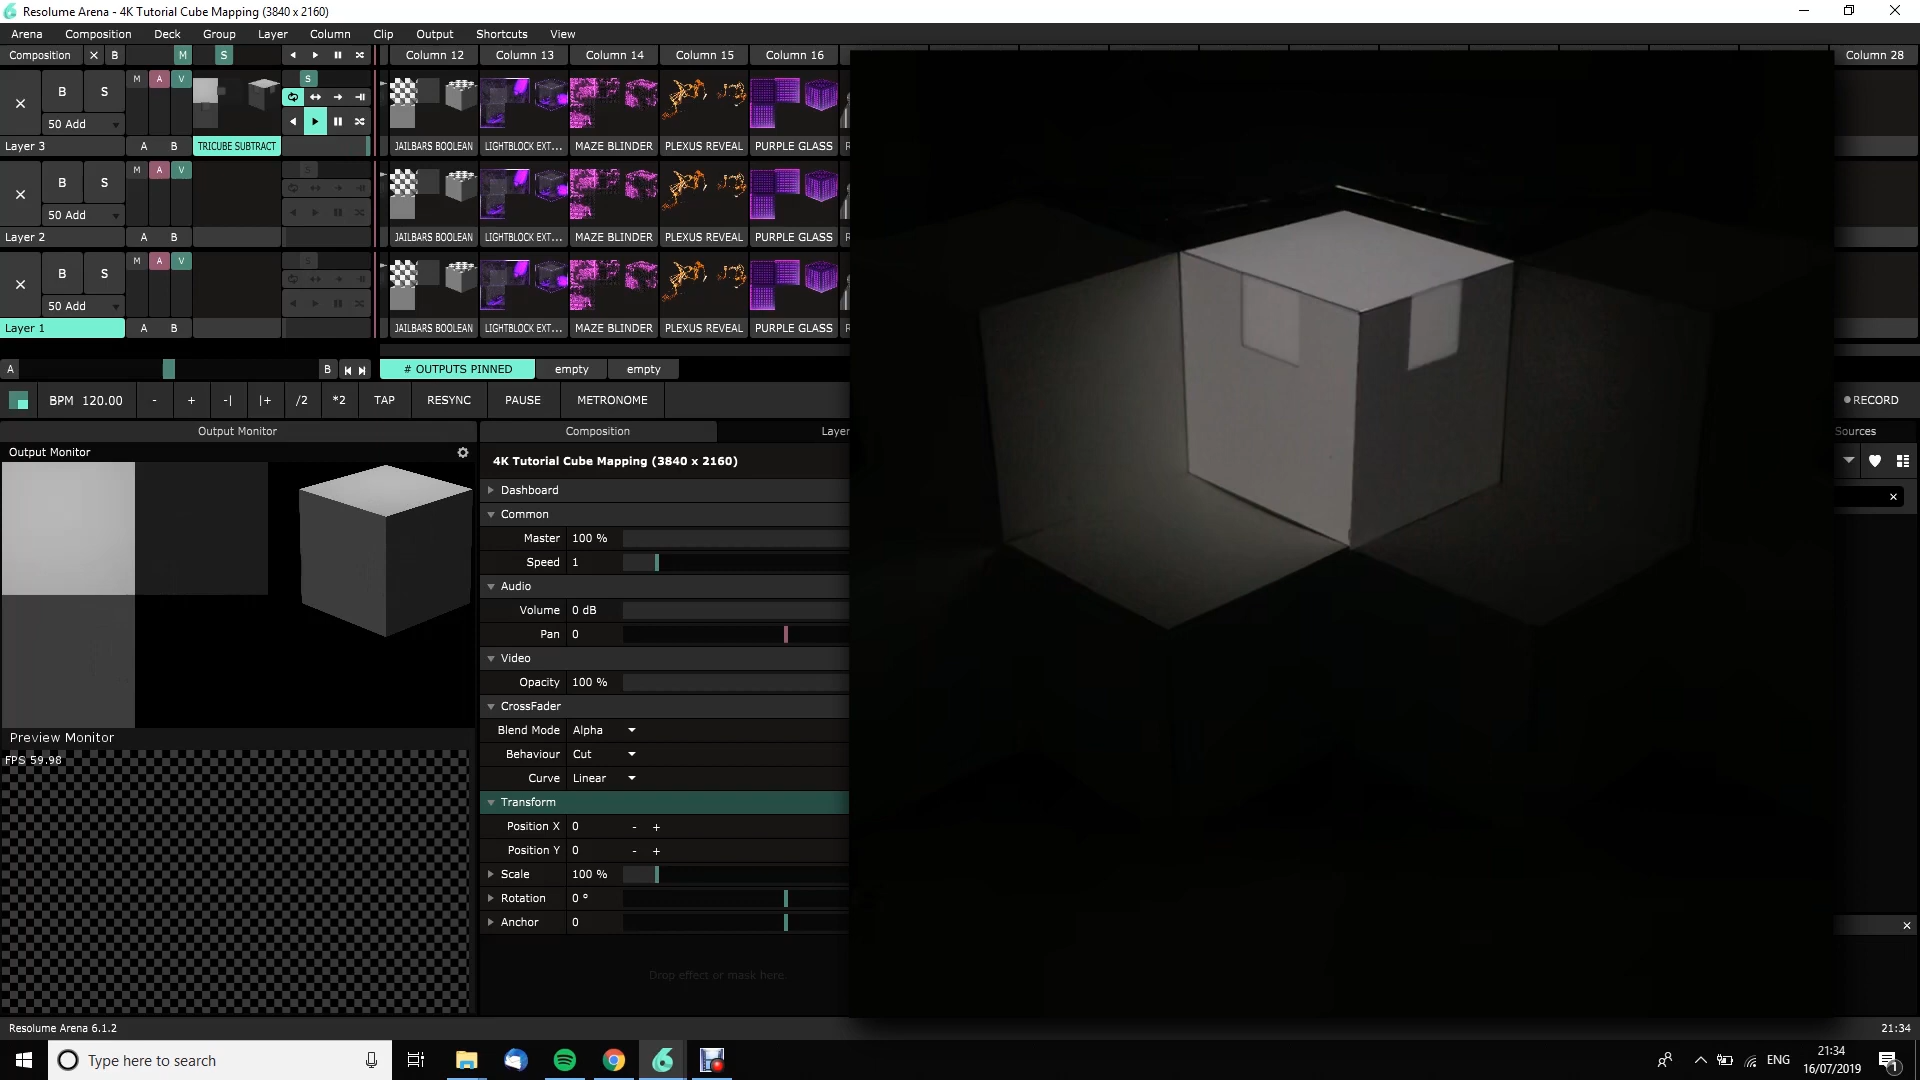 Resolume Arena - 4K Tutorial Cube Mapping (3840 x 2160)
Arena Composition Deck Group Layer Column Clip Output Shortcuts View
Composition B M S Column 12 Column 13 Column 14 Column 15 Column 16 Column 28
B S M A V S
50 Add
Layer 3 A B TRICUBE SUBTRACT JAILBARS BOOLEAN LIGHTBLOCK EXT... MAZE BLINDER PLEXUS REVEAL PURPLE GLASS
B S M A V S
50 Add
Layer 2 A B JAILBARS BOOLEAN LIGHTBLOCK EXT... MAZE BLINDER PLEXUS REVEAL PURPLE GLASS
B S M A V S
50 Add
Layer 1 A B JAILBARS BOOLEAN LIGHTBLOCK EXT... MAZE BLINDER PLEXUS REVEAL PURPLE GLASS
A B # OUTPUTS PINNED empty empty
BPM 120.00 - + -| |+ /2 *2 TAP RESYNC PAUSE METRONOME RECORD
Output Monitor Composition Layer Sources
Output Monitor
4K Tutorial Cube Mapping (3840 x 2160)
Dashboard
Common
Master 100 %
Speed 1
Audio
Volume 0 dB
Pan 0
Video
Opacity 100 %
CrossFader
Blend Mode Alpha
Behaviour Cut
Curve Linear
Transform
Position X 0 - +
Position Y 0 - +
Scale 100 %
Rotation 0 °
Anchor 0
Drop effect or mask here.
Preview Monitor
FPS 59.98
Resolume Arena 6.1.2 21:34
Type here to search ENG 21:34
16/07/2019 1